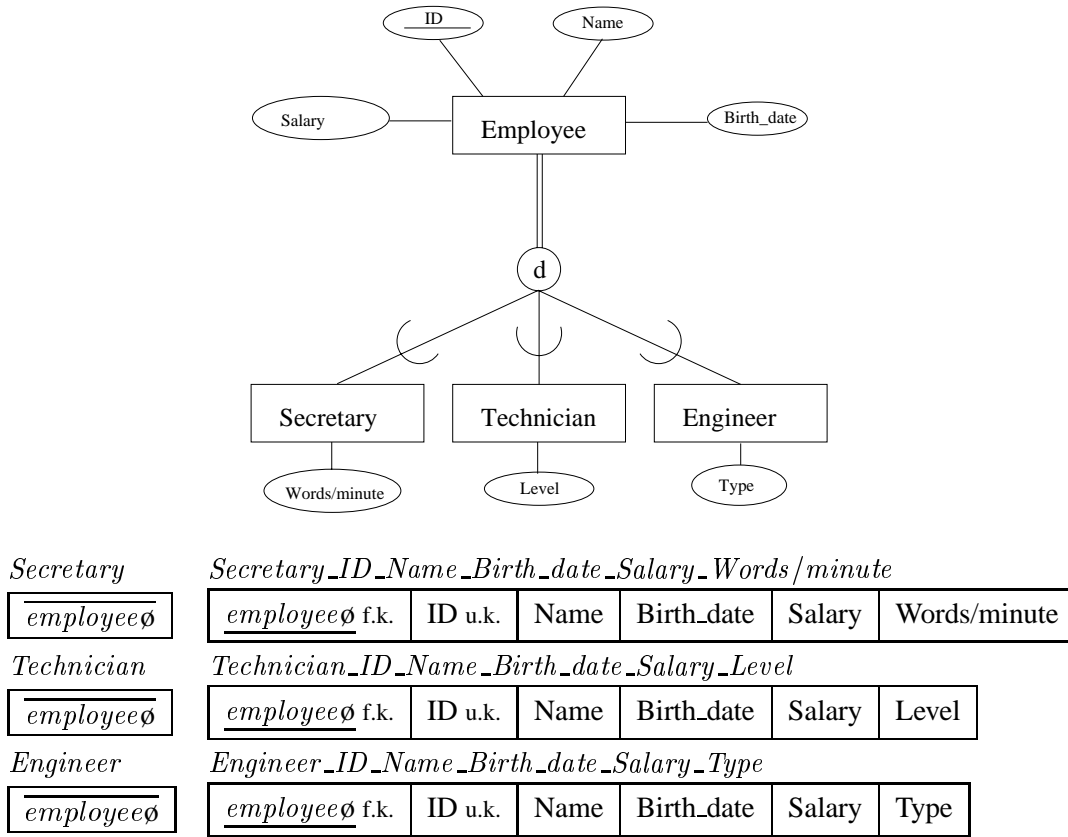 ID Name
Salary Employee Birth_date
d
Secretary Technician Engineer
Words/minute Level Type
Secretary Secretary_ID_Name_Birth_date_Salary_Words/minute
employeeø employeeø f.k. ID u.k. Name Birth_date Salary Words/minute
Technician Technician_ID_Name_Birth_date_Salary_Level
employeeø employeeø f.k. ID u.k. Name Birth_date Salary Level
Engineer Engineer_ID_Name_Birth_date_Salary_Type
employeeø employeeø f.k. ID u.k. Name Birth_date Salary Type